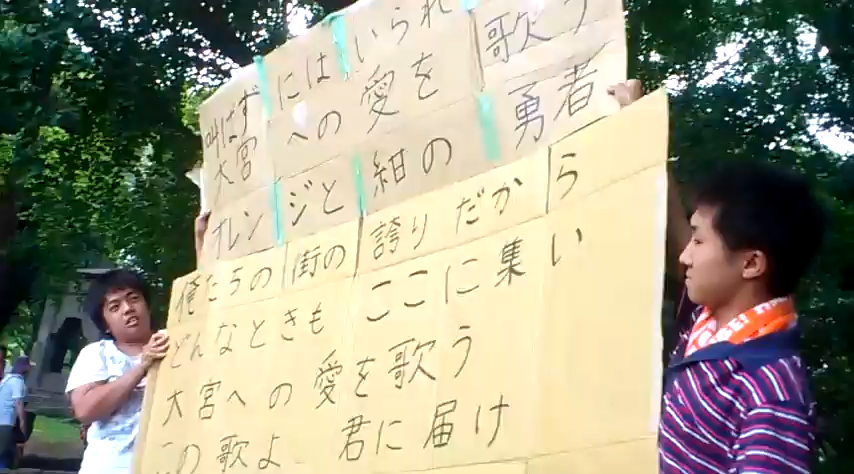 叫ばずにはいられ
大宮への愛を歌う
オレンジと紺の勇者
俺たちの街の誇りだから
どんなときもここに集い
大宮への愛を歌う
この歌よ 君に届け